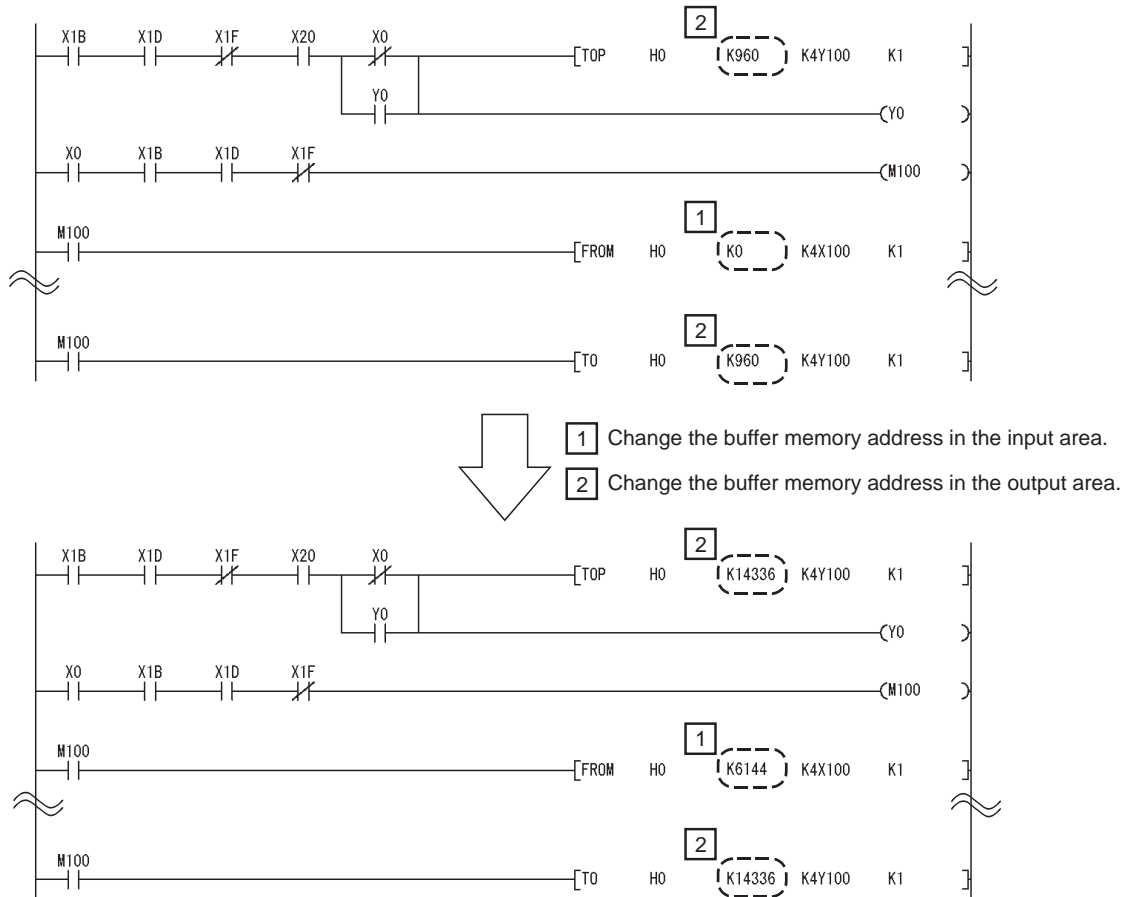 2
X1B X1D X1F X20 X0
[TOP H0 K960 K4Y100 K1 ]
Y0
(Y0 )
X0 X1B X1D X1F
(M100 )
1
M100
[FROM H0 K0 K4X100 K1 ]
2
M100
[TO H0 K960 K4Y100 K1 ]
1 Change the buffer memory address in the input area.
2 Change the buffer memory address in the output area.
2
X1B X1D X1F X20 X0
[TOP H0 K14336 K4Y100 K1 ]
Y0
(Y0 )
X0 X1B X1D X1F
(M100 )
1
M100
[FROM H0 K6144 K4X100 K1 ]
2
M100
[TO H0 K14336 K4Y100 K1 ]